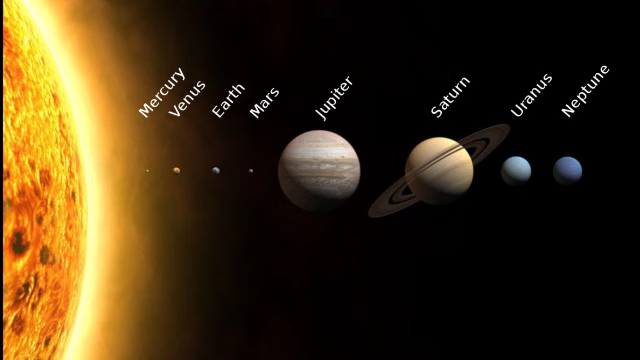 Mercury
Venus
Earth
Mars
Jupiter
Saturn
Uranus
Neptune